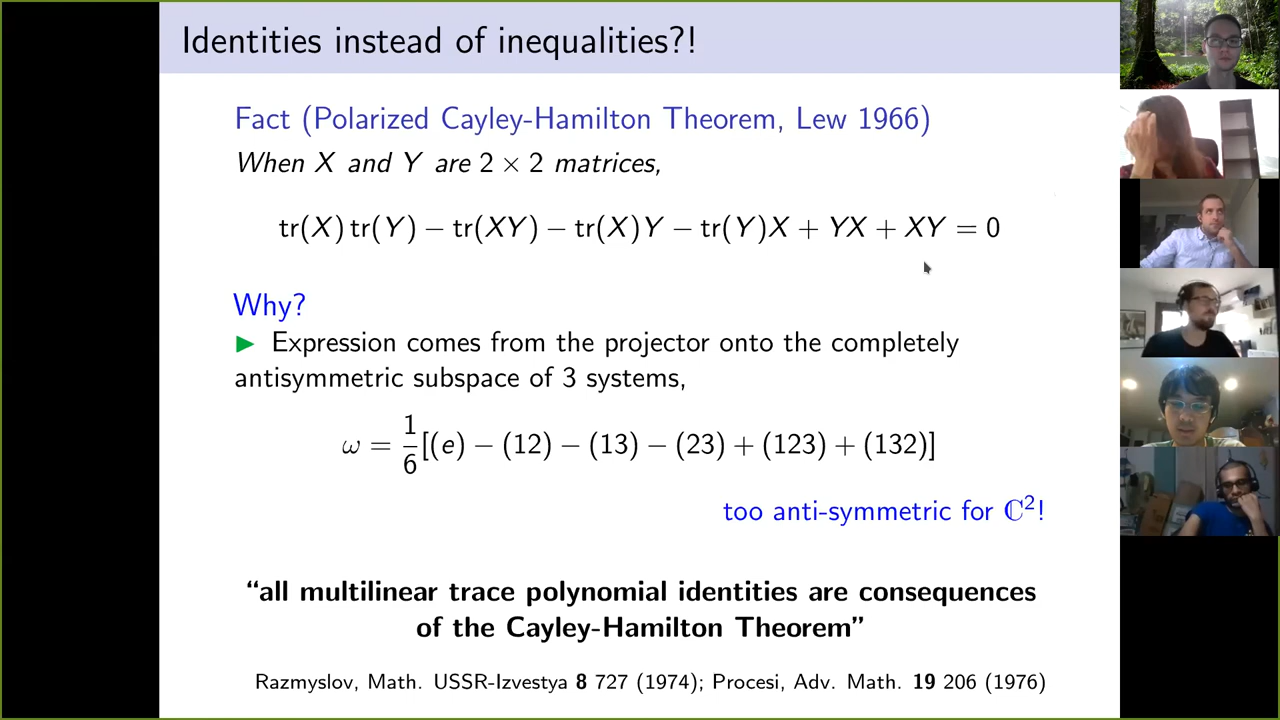 Identities instead of inequalities?!
Fact (Polarized Cayley-Hamilton Theorem, Lew 1966)
When X and Y are 2 × 2 matrices,
tr(X) tr(Y) − tr(XY) − tr(X)Y − tr(Y)X + YX + XY = 0
Why?
▶ Expression comes from the projector onto the completely
antisymmetric subspace of 3 systems,
ω = 1/6 [(e) − (12) − (13) − (23) + (123) + (132)]
too anti-symmetric for ℂ²!
“all multilinear trace polynomial identities are consequences
of the Cayley-Hamilton Theorem”
Razmyslov, Math. USSR-Izvestya 8 727 (1974); Procesi, Adv. Math. 19 206 (1976)